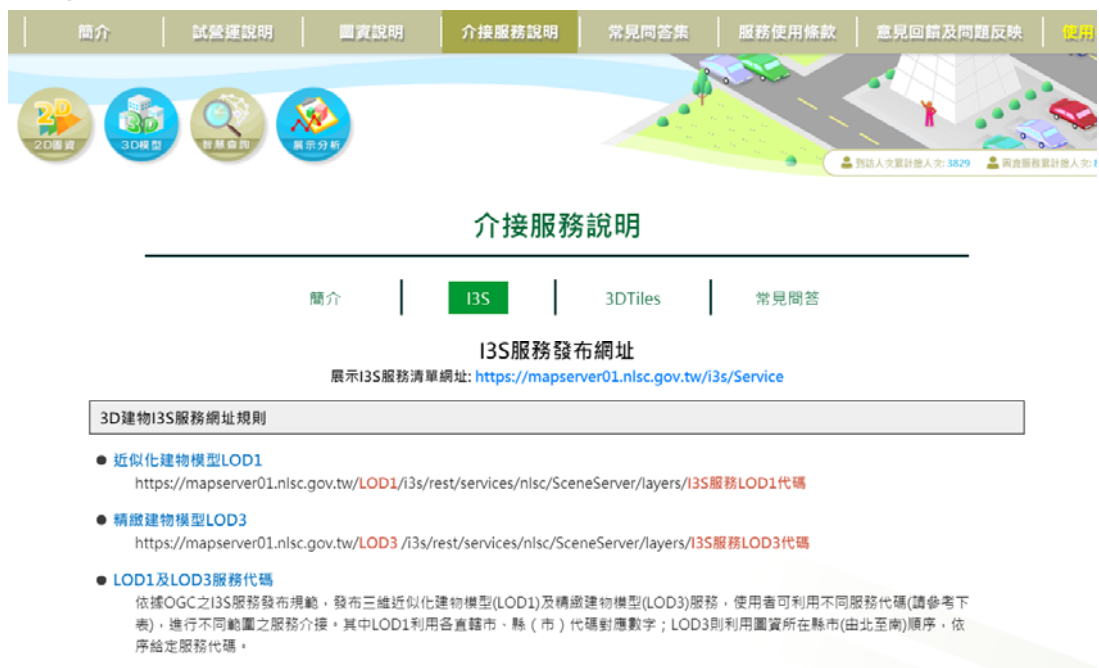 簡介
試營運說明
圖資說明
介接服務說明
常見問答集
服務使用條款
意見回饋及問題反映
使用
2D圖資
3D模型
智慧查詢
展示分析
到訪人次累計總人次: 3829
介接服務說明
簡介
I3S
3DTiles
常見問答
I3S服務發布網址
展示I3S服務清單網址: https://mapserver01.nlsc.gov.tw/i3s/Service
3D建物I3S服務網址規則
● 近似化建物模型LOD1
https://mapserver01.nlsc.gov.tw/LOD1/i3s/rest/services/nlsc/SceneServer/layers/I3S服務LOD1代碼
● 精緻建物模型LOD3
https://mapserver01.nlsc.gov.tw/LOD3 /i3s/rest/services/nlsc/SceneServer/layers/I3S服務LOD3代碼
● LOD1及LOD3服務代碼
依據OGC之I3S服務發布規範，發布三維近似化建物模型(LOD1)及精緻建物模型(LOD3)服務，使用者可利用不同服務代碼(請參考下
表)，進行不同範圍之服務介接。其中LOD1利用各直轄市、縣（市）代碼對應數字；LOD3則利用圖資所在縣市(由北至南)順序，依
序給定服務代碼。